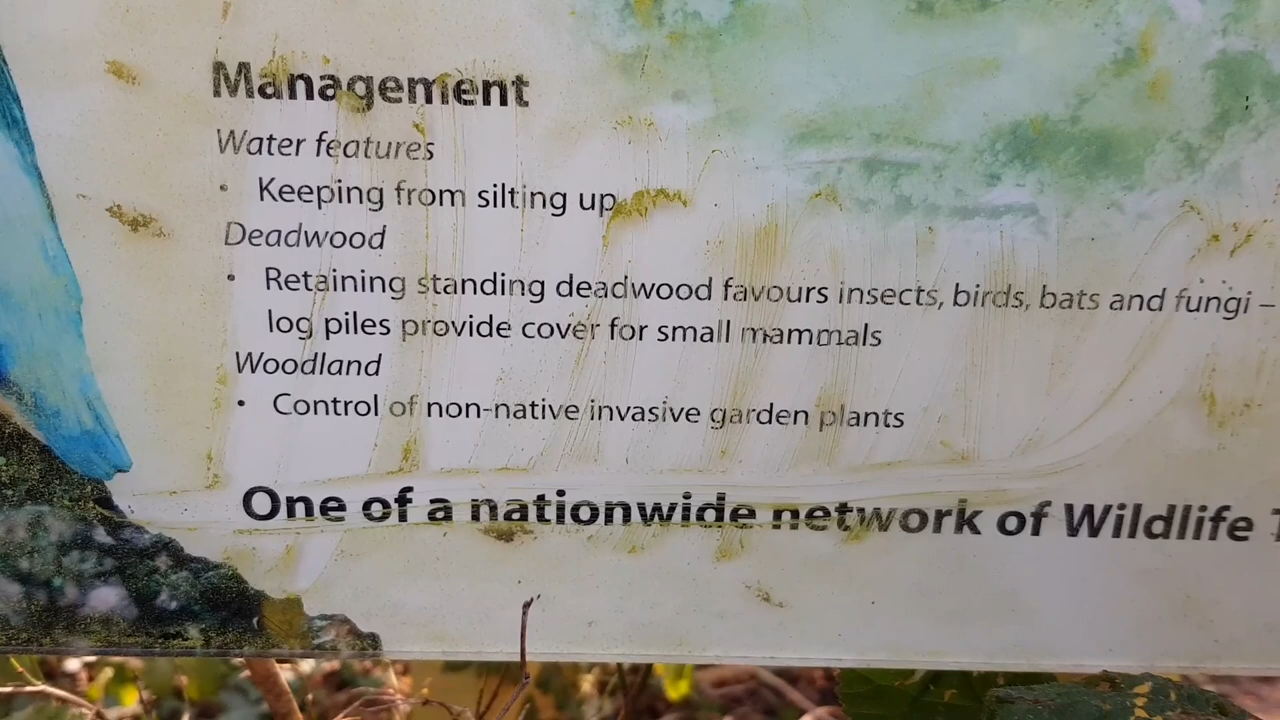 Management
Water features
• Keeping from silting up
Deadwood
• Retaining standing deadwood favours insects, birds, bats and fungi –
log piles provide cover for small mammals
Woodland
• Control of non-native invasive garden plants
One of a nationwide network of Wildlife